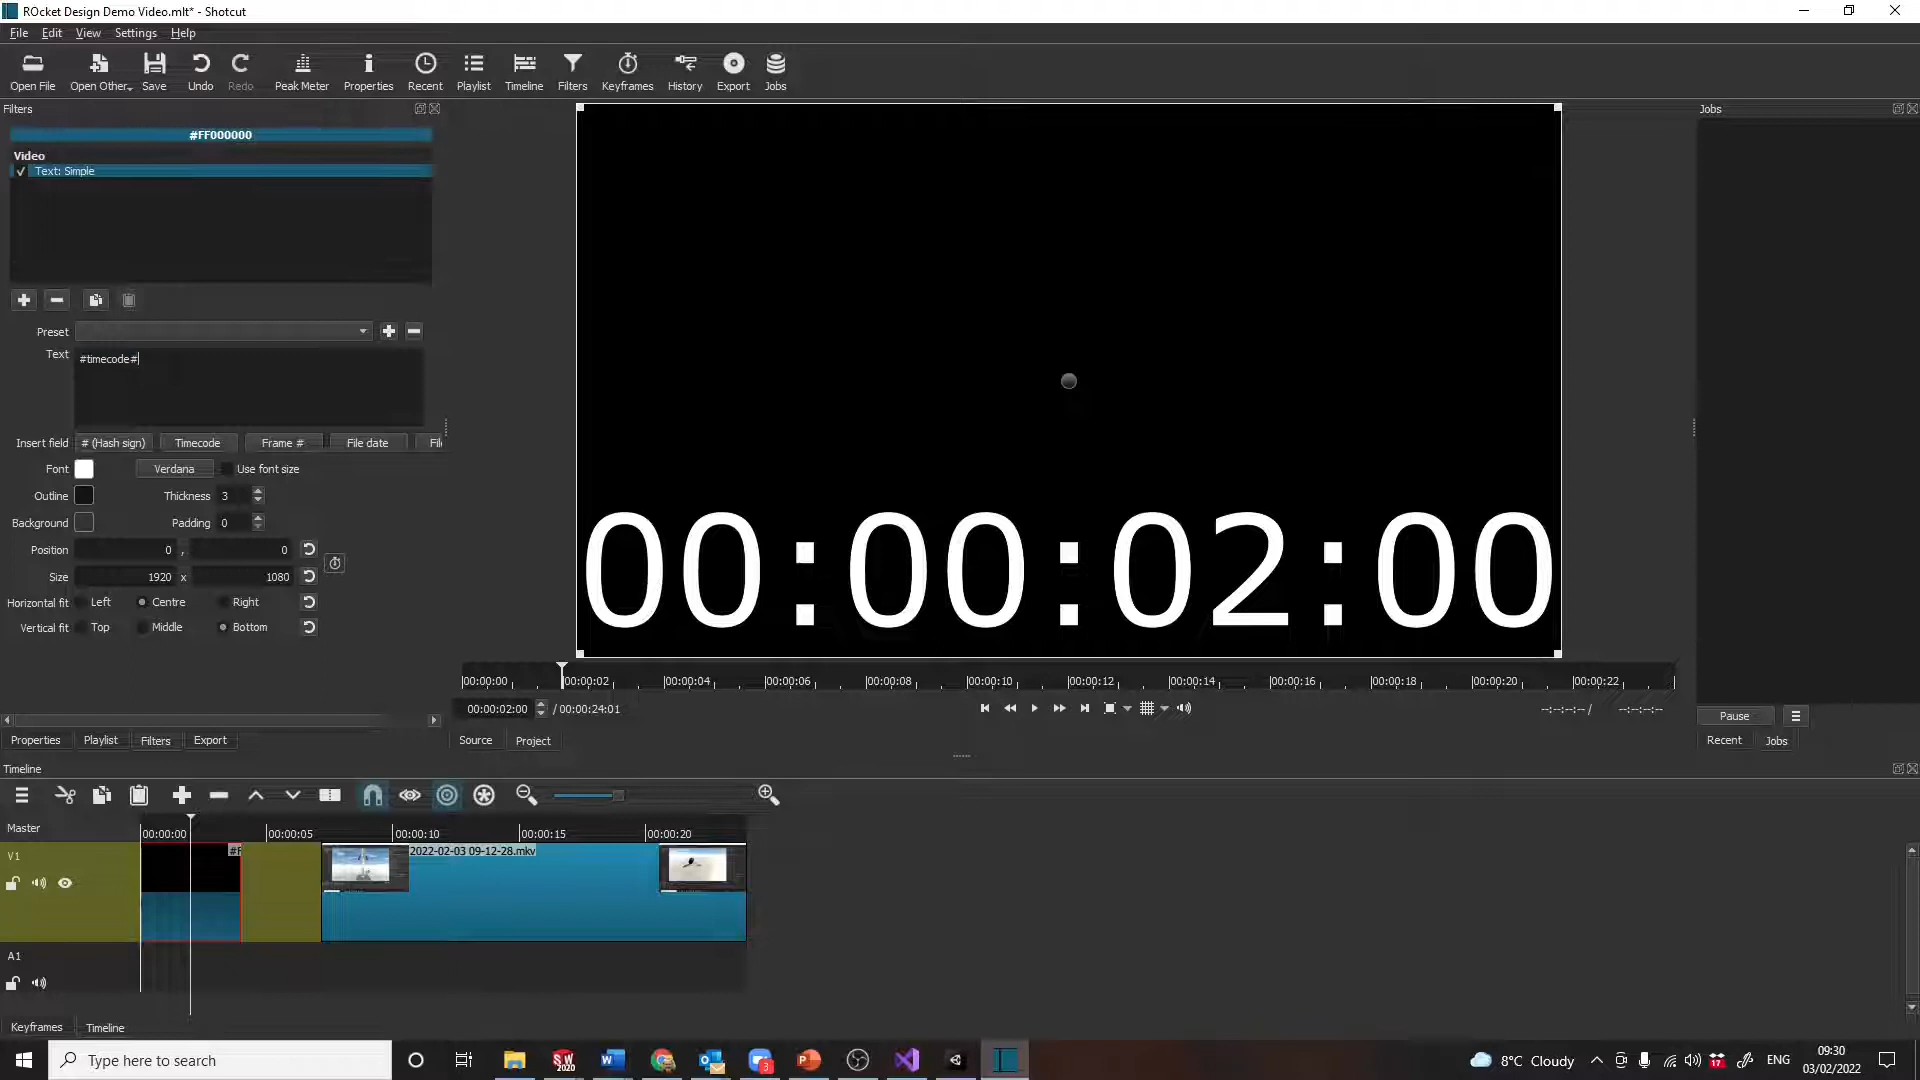 ROcket Design Demo Video.mlt* - Shotcut
File Edit View Settings Help
Open File Open Other.. Save Undo Redo Peak Meter Properties Recent Playlist Timeline Filters Keyframes History Export Jobs
Filters
Jobs
#FF000000
Video
✓ Text: Simple
Preset
Text
#timecode#
Insert field # (Hash sign) Timecode Frame # File date Fil
Font Verdana Use font size
Outline Thickness 3
Background Padding 0
Position 0 , 0
Size 1920 x 1080
Horizontal fit Left Centre Right
Vertical fit Top Middle Bottom
00:00:02:00
00:00:00 00:00:02 00:00:04 00:00:06 00:00:08 00:00:10 00:00:12 00:00:14 00:00:16 00:00:18 00:00:20 00:00:22
00:00:02:00 / 00:00:24:01
--:--:--:-- / --:--:--:--
Pause
Properties Playlist Filters Export
Source Project
Recent Jobs
Timeline
Master
00:00:00 00:00:05 00:00:10 00:00:15 00:00:20
V1
#F
2022-02-03 09-12-28.mkv
A1
Keyframes Timeline
Type here to search
SW
2020
3
8°C Cloudy
17
ENG
09:30
03/02/2022